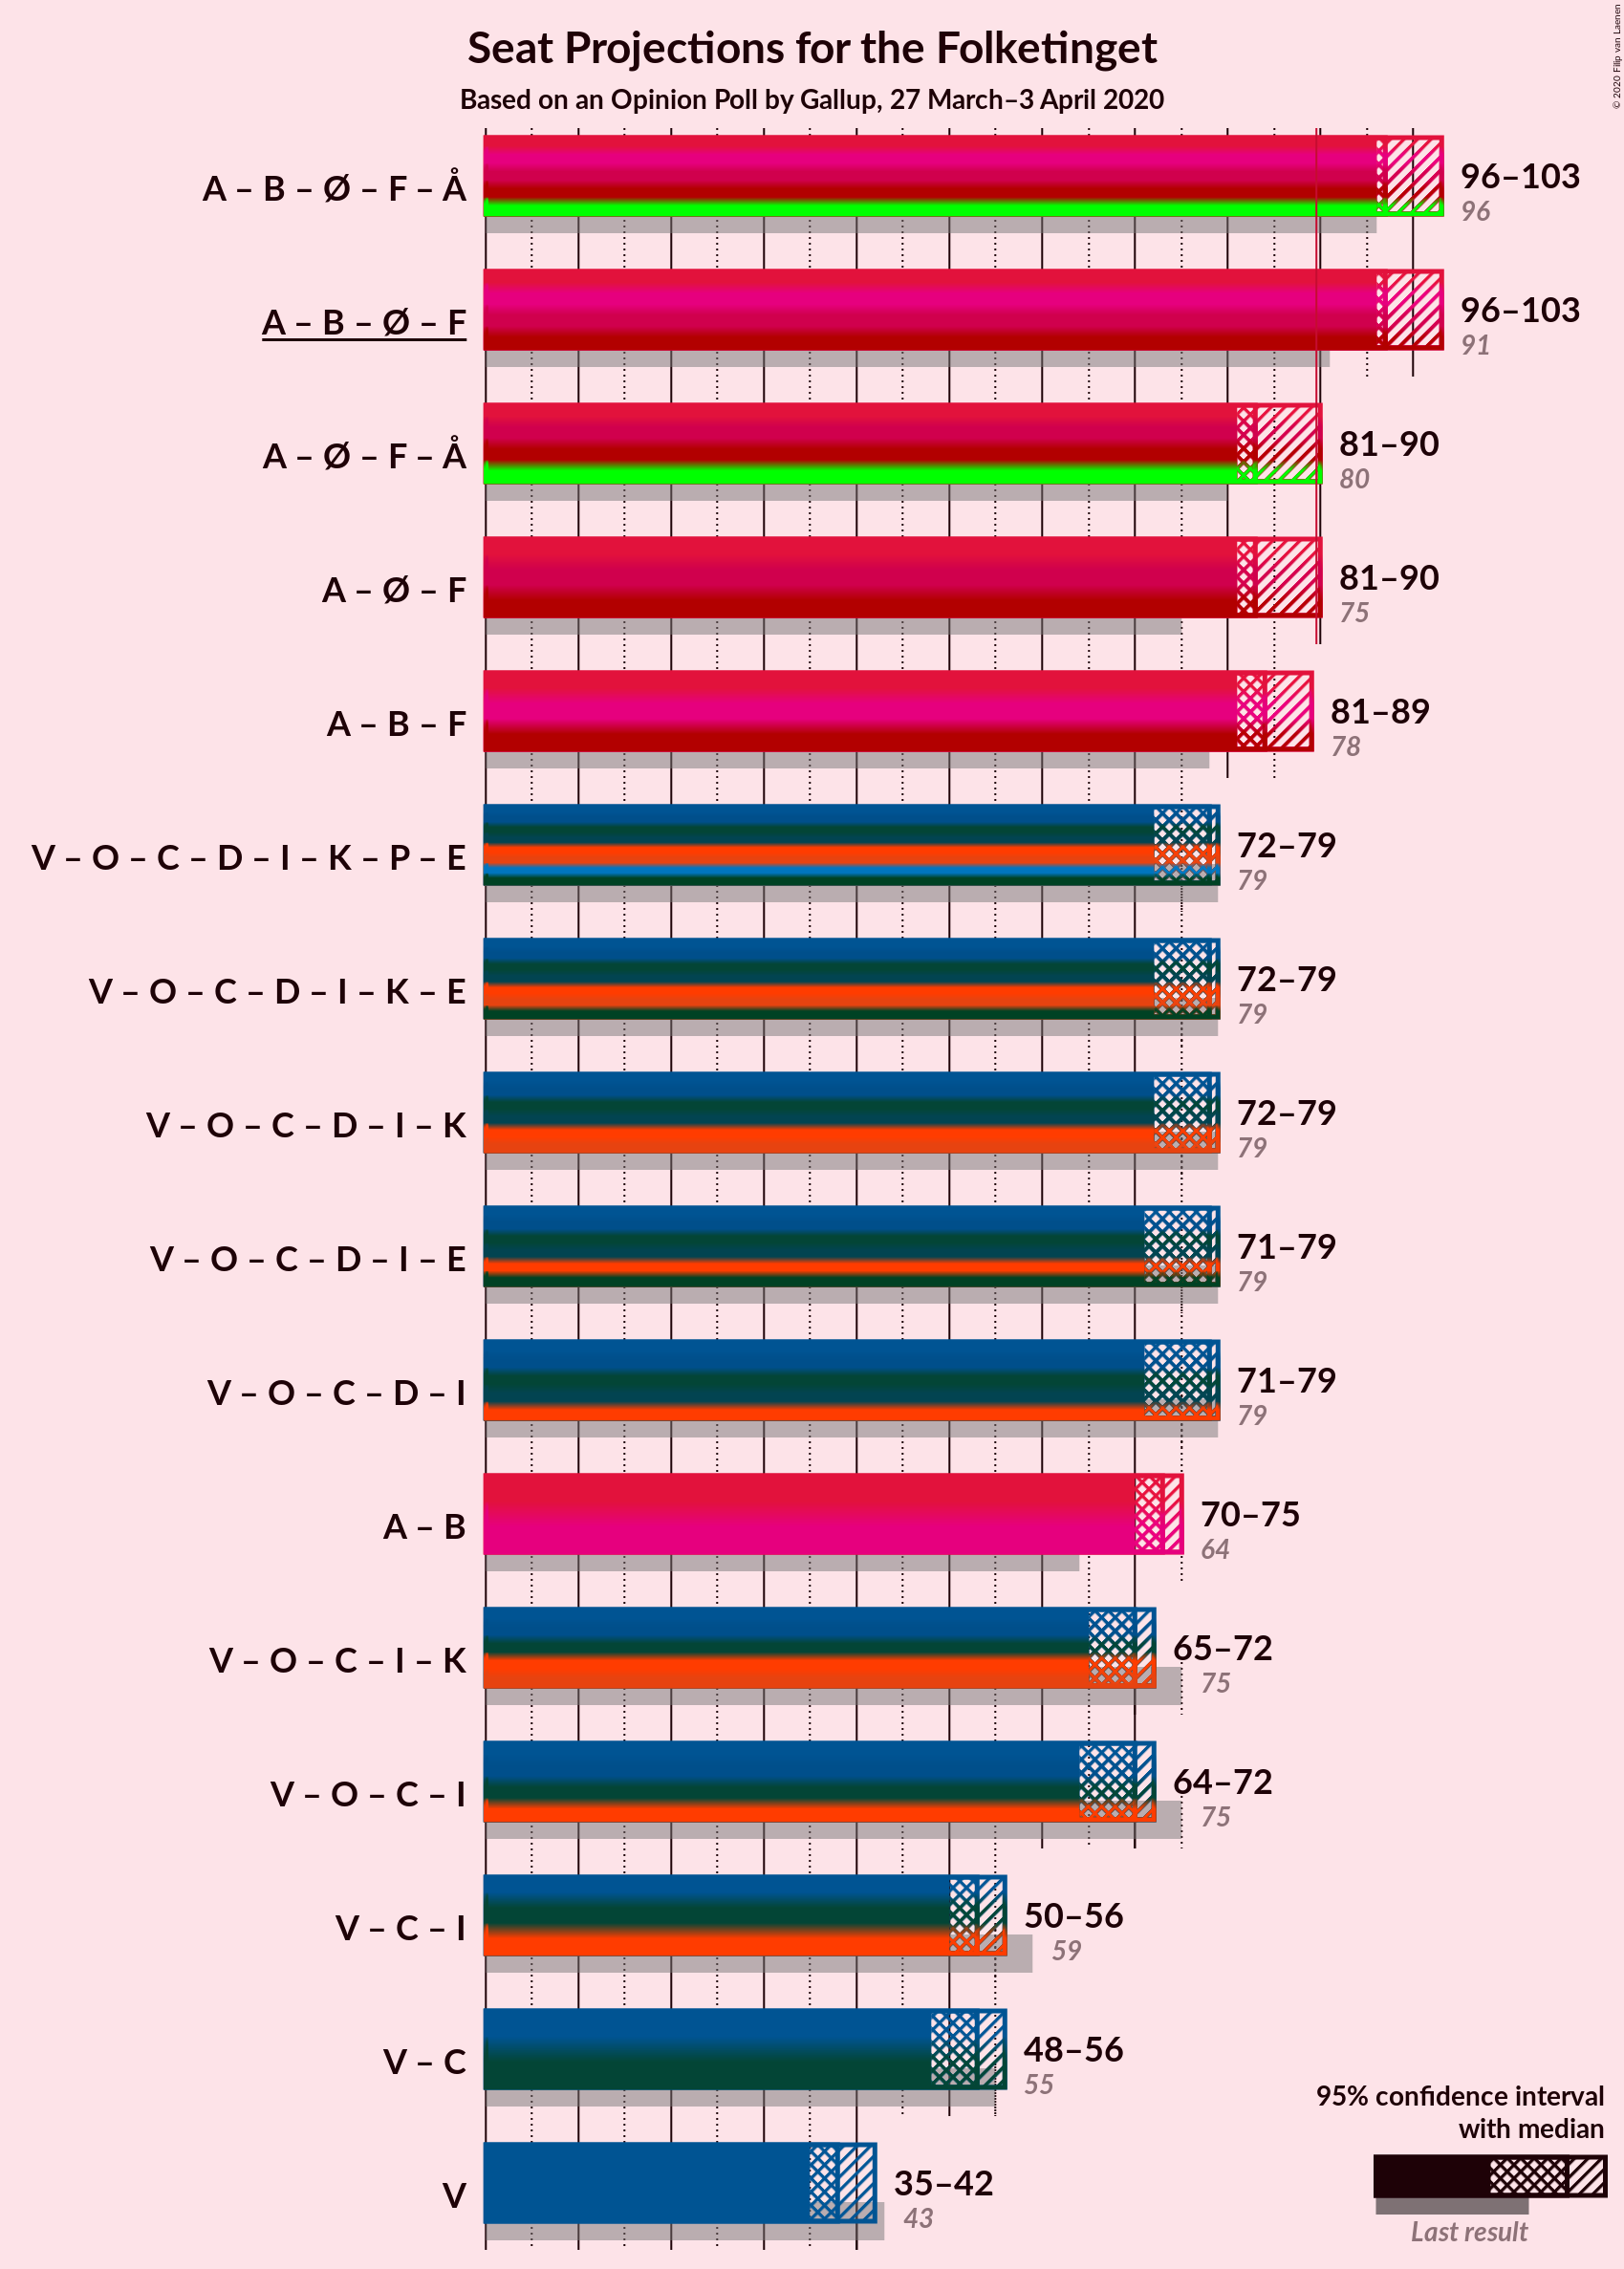 Seat Projections for the Folketinget
Based on an Opinion Poll by Gallup, 27 March–3 April 2020
© 2020 Filip van Laenen
A – B – Ø – F – Å
96–103
96
A – B – Ø – F
96–103
91
A – Ø – F – Å
81–90
80
A – Ø – F
81–90
75
A – B – F
81–89
78
V – O – C – D – I – K – P – E
72–79
79
V – O – C – D – I – K – E
72–79
79
V – O – C – D – I – K
72–79
79
V – O – C – D – I – E
71–79
79
V – O – C – D – I
71–79
79
A – B
70–75
64
V – O – C – I – K
65–72
75
V – O – C – I
64–72
75
V – C – I
50–56
59
V – C
48–56
55
V
35–42
43
95% confidence interval
with median
Last result